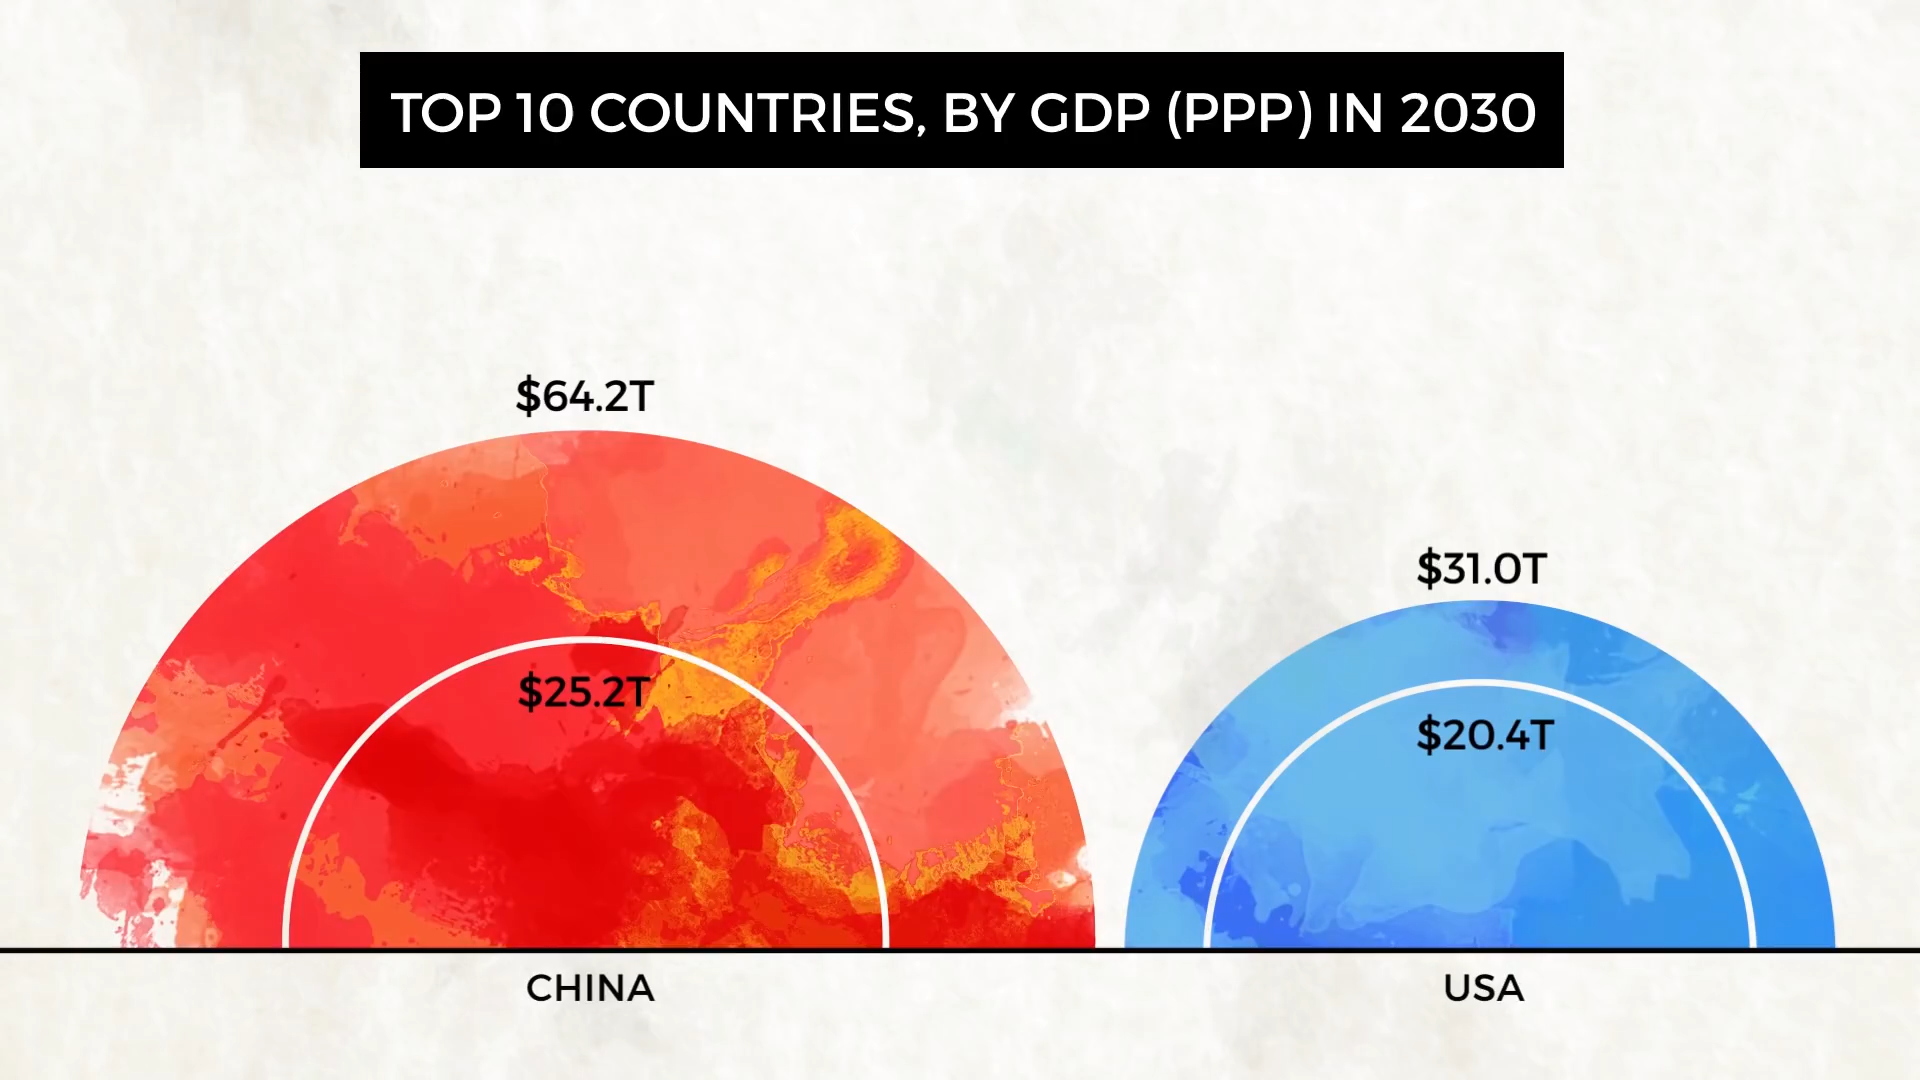 TOP 10 COUNTRIES, BY GDP (PPP) IN 2030
$64.2T
$25.2T
CHINA
$31.0T
$20.4T
USA